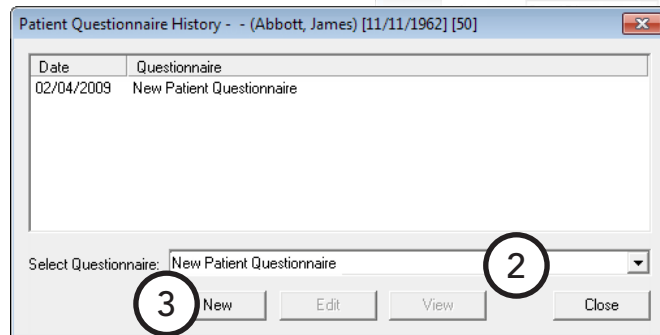 Patient Questionnaire History - - (Abbott, James) [11/11/1962] [50]
Date Questionnaire
02/04/2009 New Patient Questionnaire
Select Questionnaire: New Patient Questionnaire 2
3 New Edit View Close